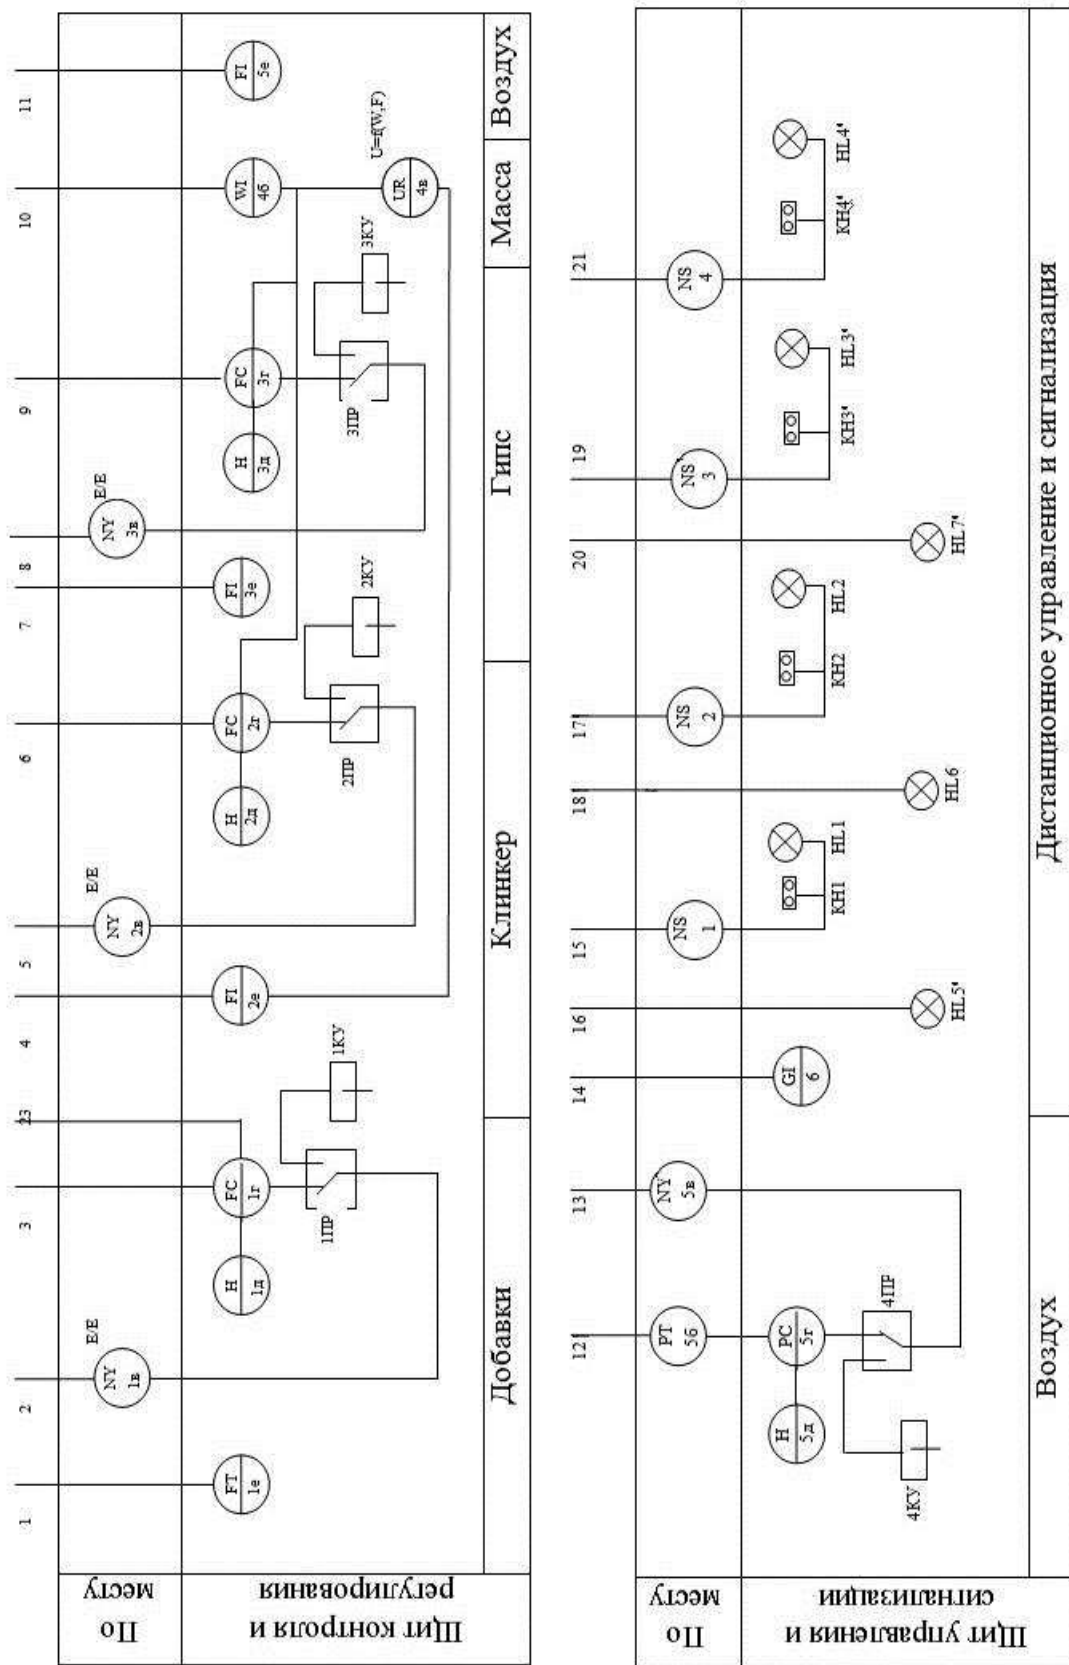 1 2 3 23 4 5 6 7 8 9 10 11
По
месту
E/E E/E E/E
NY
1в
NY
2в
NY
3в
Щит контроля и
регулирования
FT
1е
H
1д
FC
1г
FI
2е
H
2д
FC
2г
FI
3е
H
3д
FC
3г
WI
4б
FI
5е
1ПР
1КУ
2ПР
2КУ
3ПР
3КУ
U=f(W,F)
UR
4в
Добавки
Клинкер
Гипс
Масса
Воздух
12 13 14 16 15 18 17 20 19 21
По
месту
PT
5б
NY
5в
NS
1
NS
2
NS
3
NS
4
Щит управления и
сигнализации
H
5д
PC
5г
GI
6
4КУ
4ПР
HL5'
KH1
HL1
HL6
KH2
HL2
HL7'
KH3'
HL3'
KH4'
HL4'
Воздух
Дистанционное управление и сигнализация